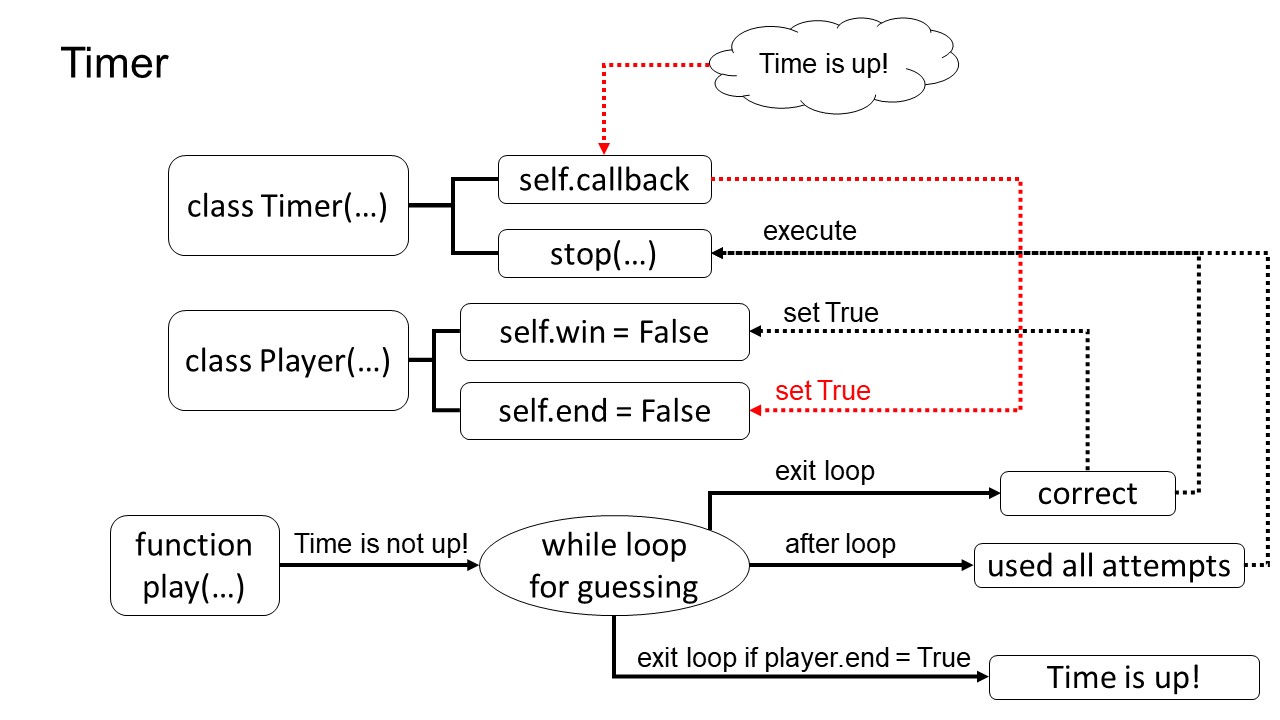 Timer
Time is up!
class Timer(...)
self.callback
execute
stop(...)
set True
self.win = False
class Player(...)
set True
self.end = False
exit loop
correct
function
play(...)
Time is not up!
while loop
for guessing
after loop
used all attempts
exit loop if player.end = True
Time is up!